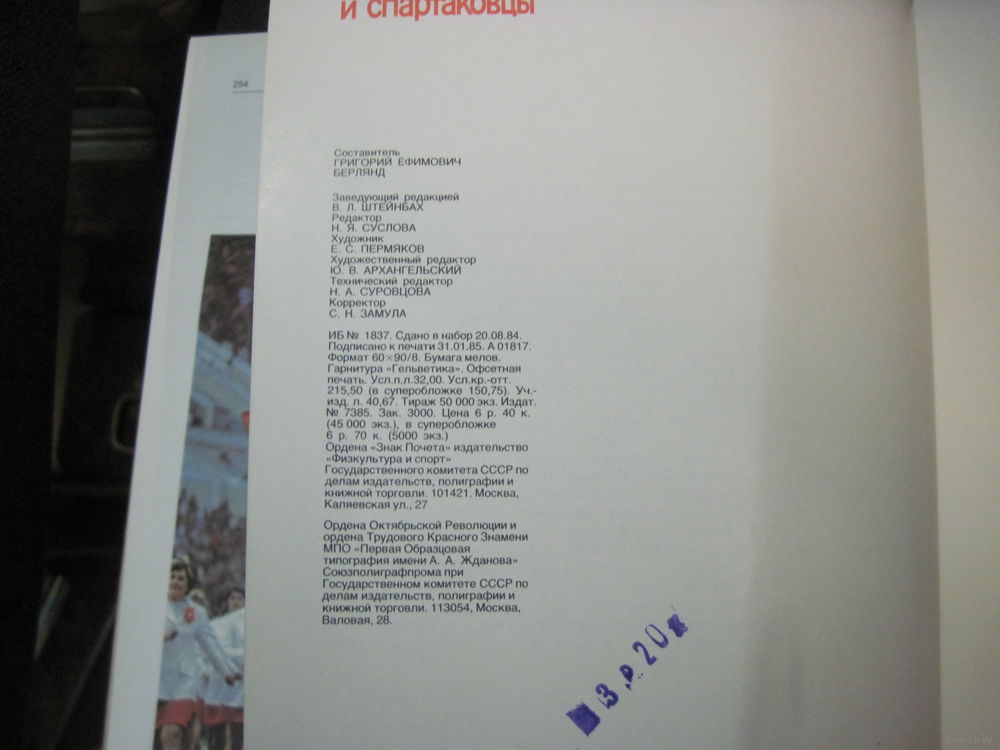 и спартаковцы
254
Составитель
ГРИГОРИЙ ЕФИМОВИЧ
БЕРЛЯНД
Заведующий редакцией
В. Л. ШТЕЙНБАХ
Редактор
Н. Я. СУСЛОВА
Художник
Е. С. ПЕРМЯКОВ
Художественный редактор
Ю. В. АРХАНГЕЛЬСКИЙ
Технический редактор
Н. А. СУРОВЦОВА
Корректор
С. Н. ЗАМУЛА
ИБ № 1837. Сдано в набор 20.08.84.
Подписано к печати 31.01.85. А 01817.
Формат 60×90/8. Бумага мелов.
Гарнитура «Гельветика». Офсетная
печать. Усл.п.л.32,00. Усл.кр.-отт.
215,50 (в суперобложке 150,75). Уч.-
изд. л. 40,67. Тираж 50 000 экз. Издат.
№ 7385. Зак. 3000. Цена 6 р. 40 к.
(45 000 экз.), в суперобложке
6 р. 70 к. (5000 экз.)
Ордена «Знак Почета» издательство
«Физкультура и спорт»
Государственного комитета СССР по
делам издательств, полиграфии и
книжной торговли. 101421. Москва,
Каляевская ул., 27
Ордена Октябрьской Революции и
ордена Трудового Красного Знамени
МПО «Первая Образцовая
типография имени А. А. Жданова»
Союзполиграфпрома при
Государственном комитете СССР по
делам издательств, полиграфии и
книжной торговли. 113054, Москва,
Валовая, 28.
3 р. 20 к